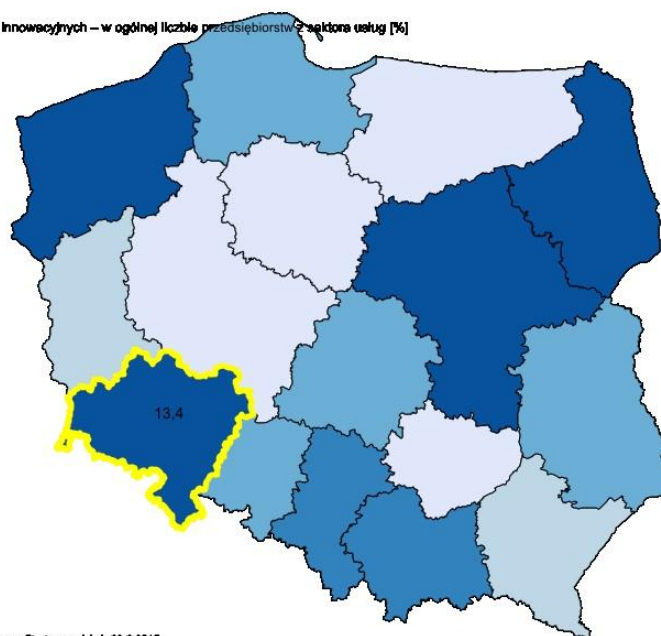 innowacyjnych – w ogólnej liczbie przedsiębiorstw z sektora usług [%]
13,4